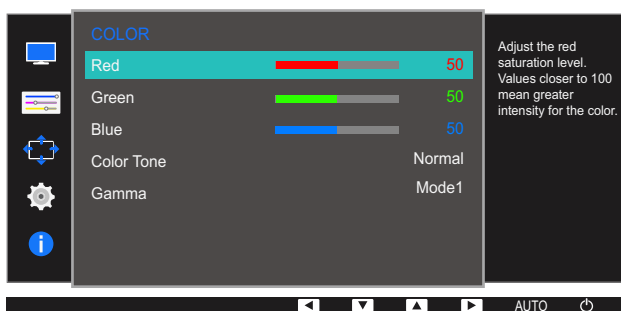 COLOR
Red 50
Green 50
Blue 50
Color Tone Normal
Gamma Mode1
Adjust the red
saturation level.
Values closer to 100
mean greater
intensity for the color.
AUTO